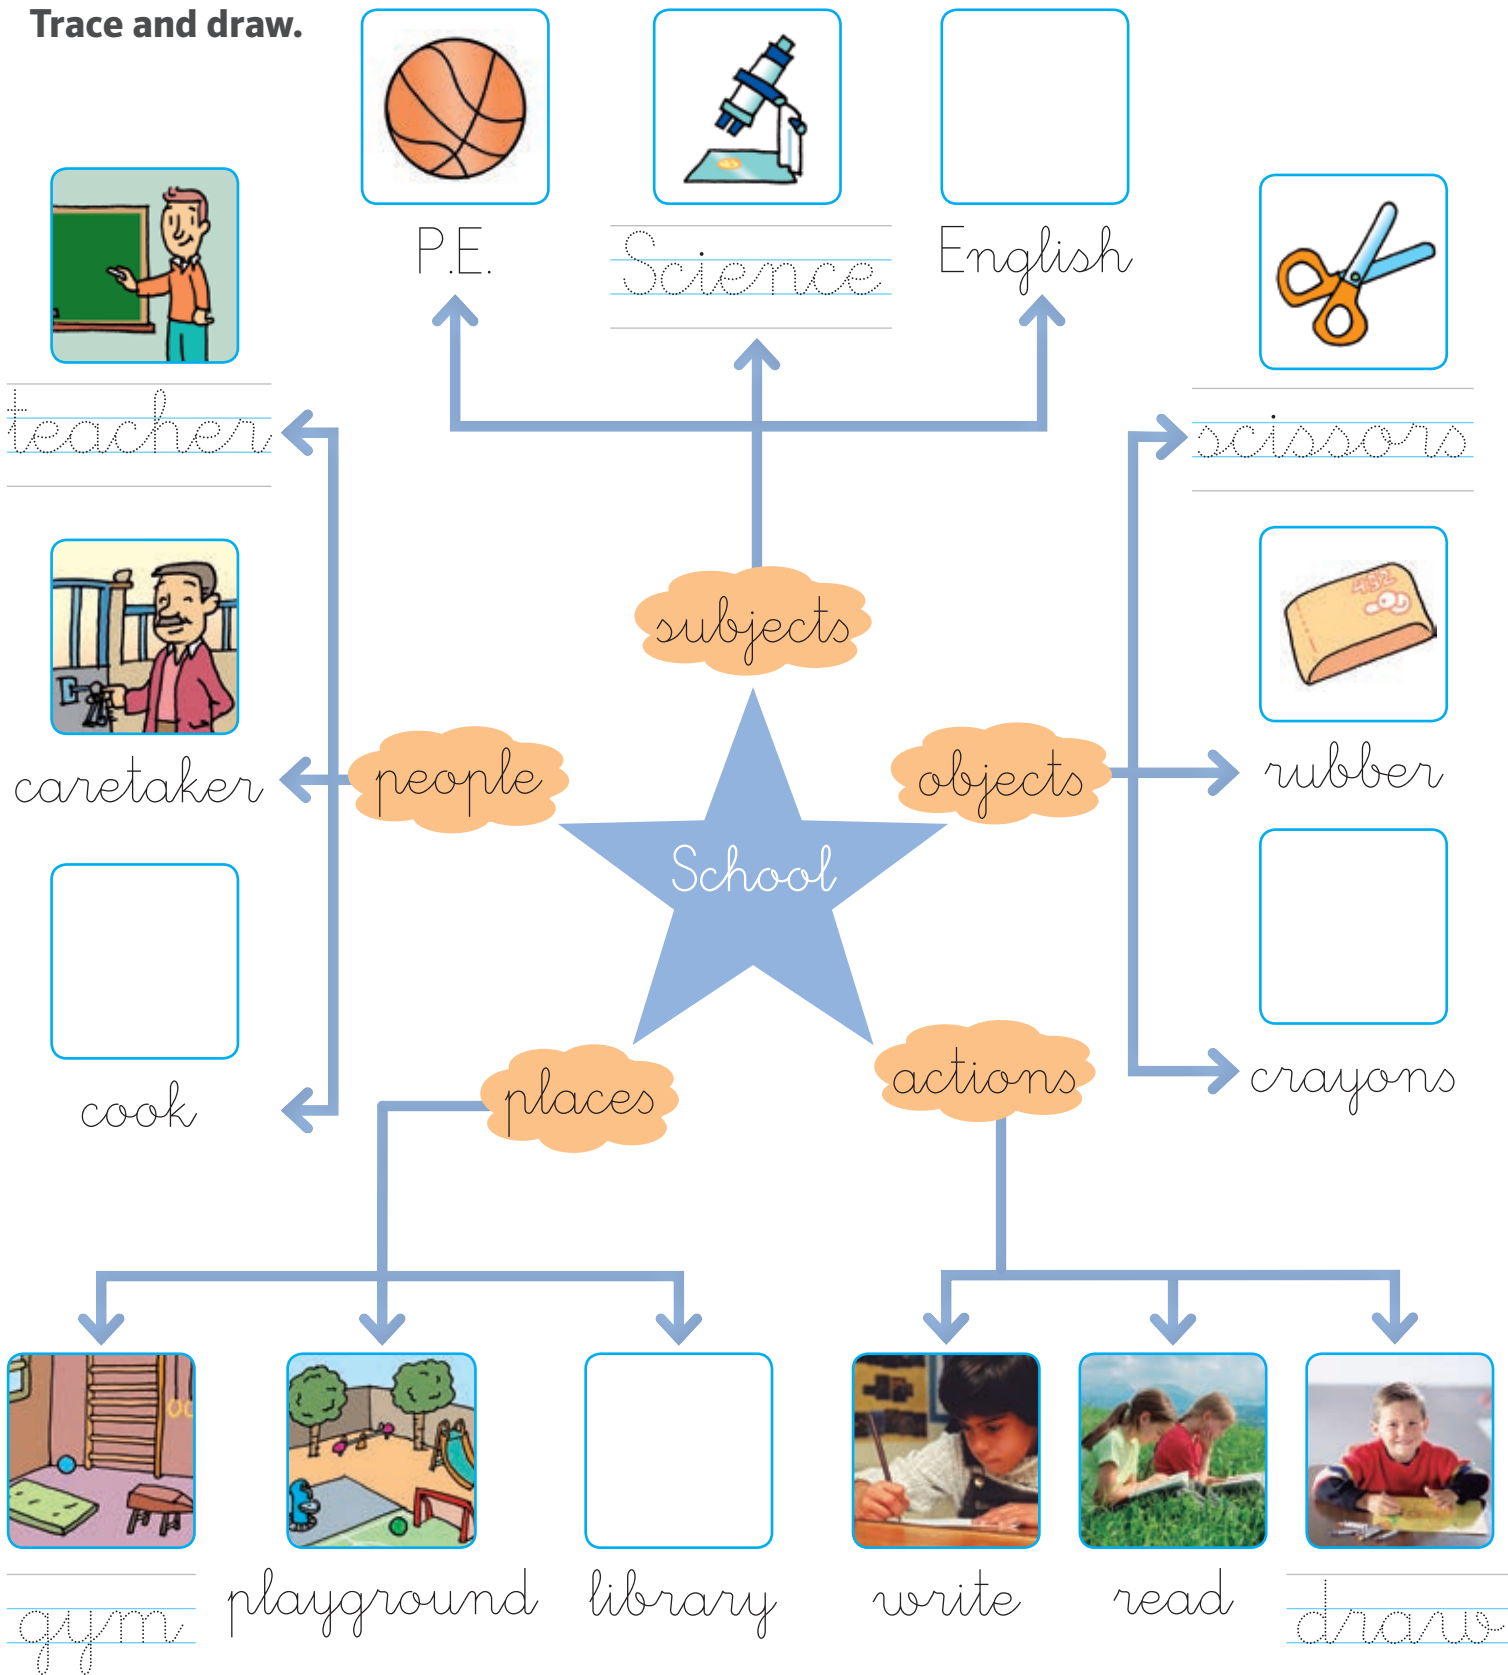 Trace and draw.
P.E.
Science
English
teacher
scissors
subjects
caretaker
people
objects
rubber
School
cook
places
actions
crayons
gym
playground
library
write
read
draw
432